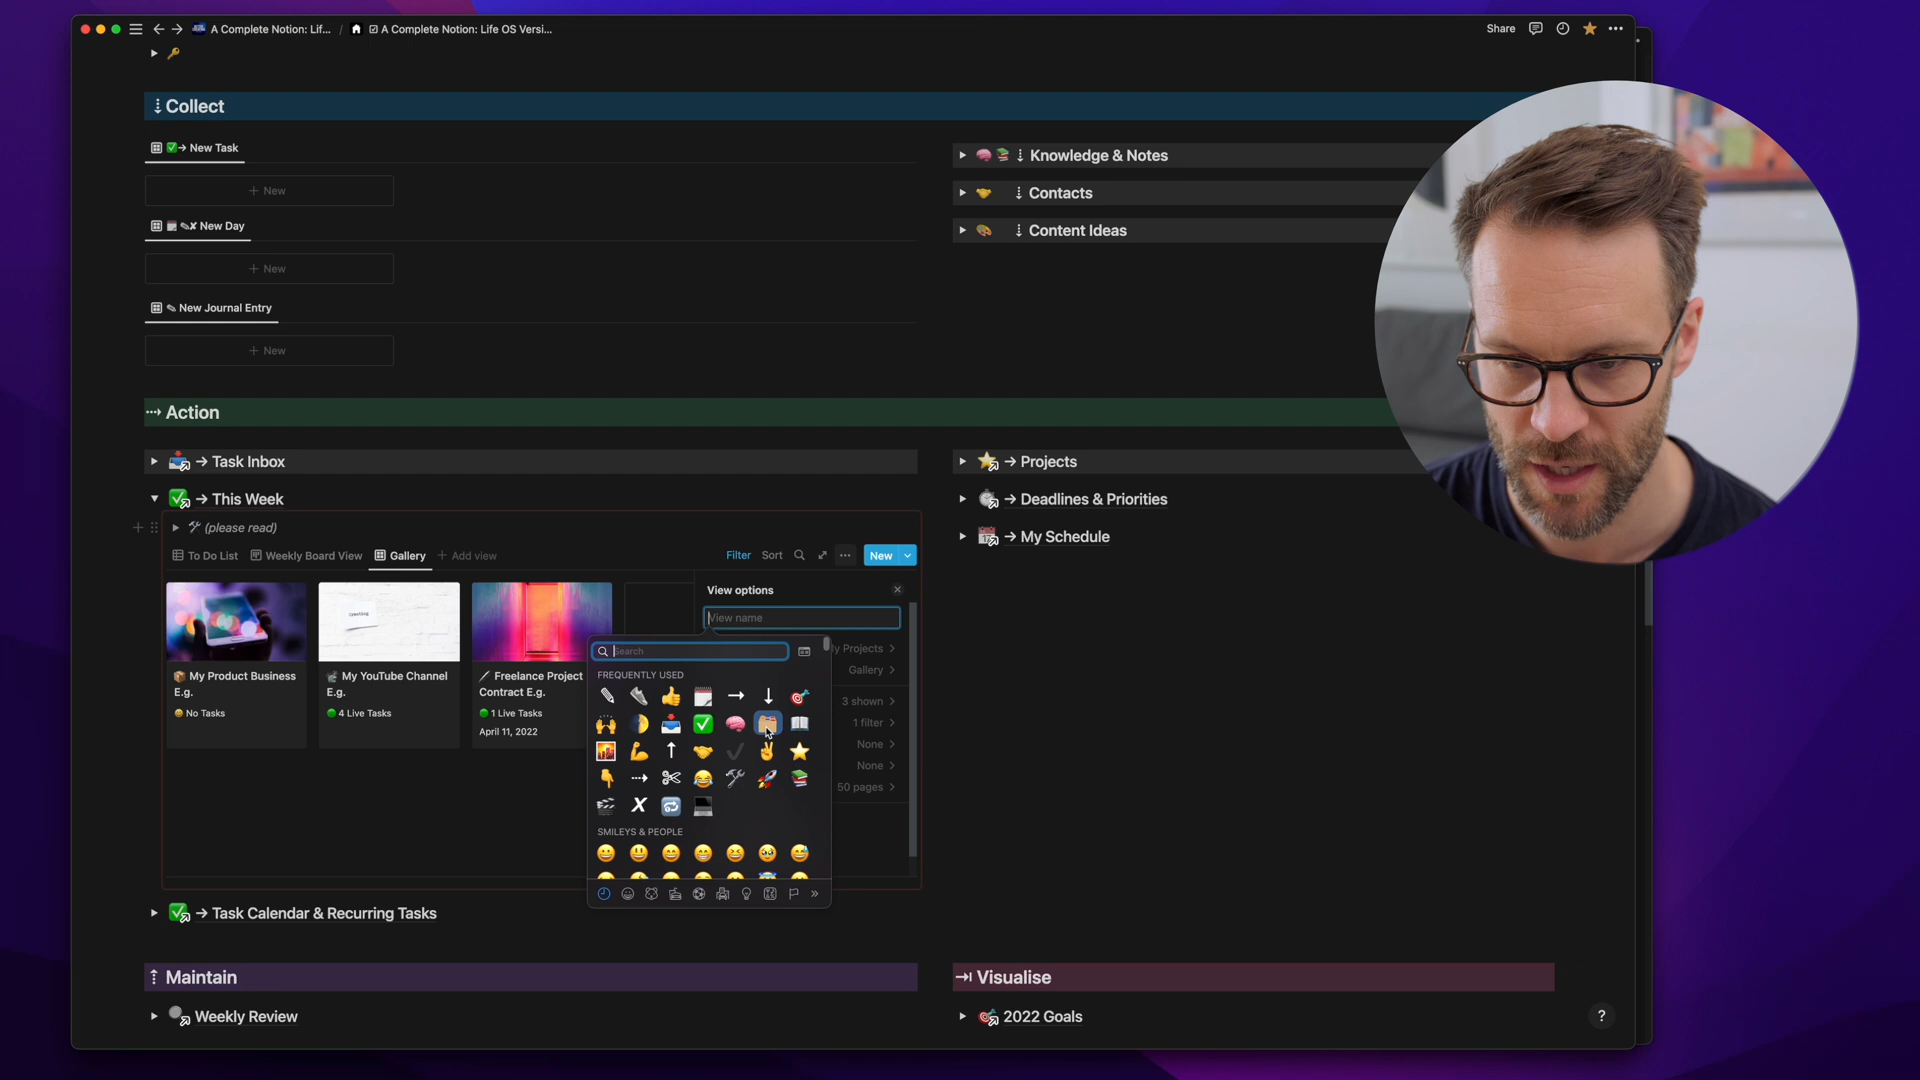 A Complete Notion: Lif... / A Complete Notion: Life OS Versi...
Share
Collect
New Task
+ New
New Day
+ New
New Journal Entry
+ New
Knowledge & Notes
Contacts
Content Ideas
Action
→ Task Inbox
→ This Week
(please read)
To Do List Weekly Board View Gallery + Add view
Filter Sort New
My Product Business E.g.
No Tasks
My YouTube Channel E.g.
4 Live Tasks
Freelance Project Contract E.g.
1 Live Tasks
April 11, 2022
View options
View name
y Projects
Gallery
3 shown
1 filter
None
None
50 pages
Search
FREQUENTLY USED
SMILEYS & PEOPLE
→ Projects
→ Deadlines & Priorities
→ My Schedule
→ Task Calendar & Recurring Tasks
Maintain
Weekly Review
Visualise
2022 Goals
?